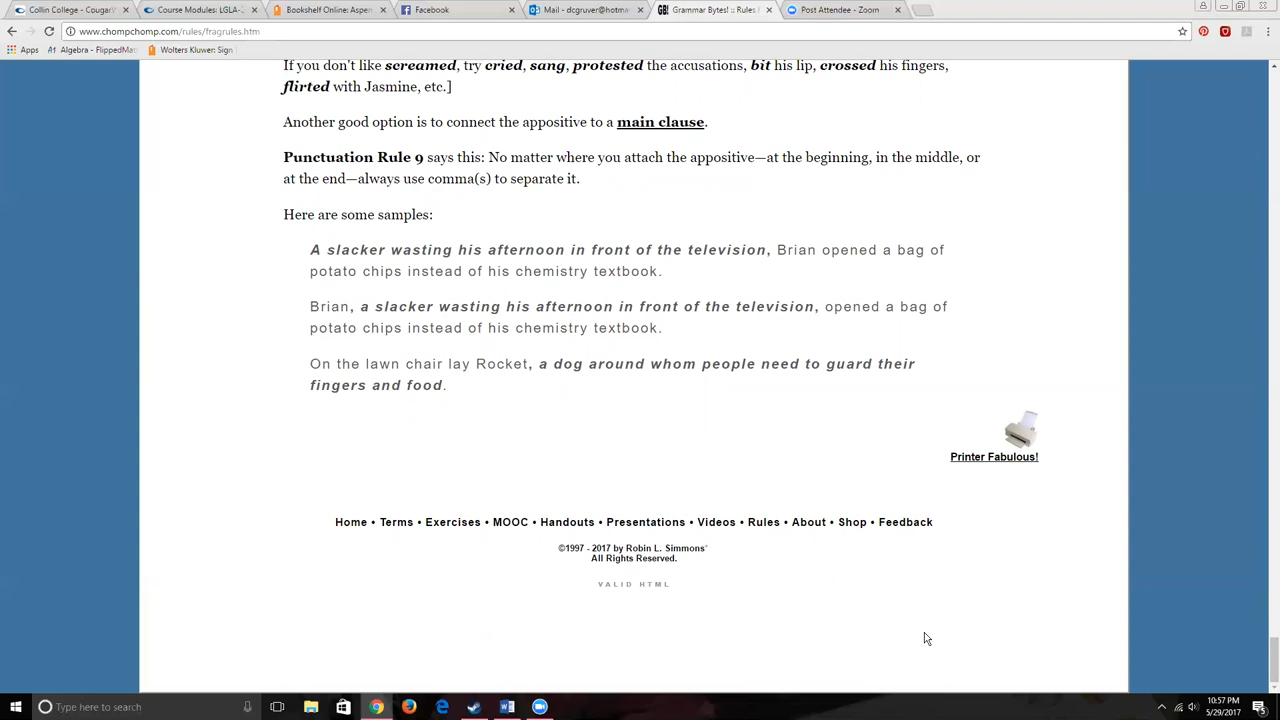 Collin College - CougarW
Course Modules: LGLA-
Bookshelf Online: Aspen
Facebook
Mail - dcgruver@hotma
Grammar Bytes! :: Rules f
Post Attendee - Zoom
www.chompchomp.com/rules/fragrules.htm
Apps
Algebra - FlippedMat
Wolters Kluwer: Sign
If you don't like screamed, try cried, sang, protested the accusations, bit his lip, crossed his fingers,
flirted with Jasmine, etc.]
Another good option is to connect the appositive to a main clause.
Punctuation Rule 9 says this: No matter where you attach the appositive—at the beginning, in the middle, or
at the end—always use comma(s) to separate it.
Here are some samples:
A slacker wasting his afternoon in front of the television, Brian opened a bag of
potato chips instead of his chemistry textbook.
Brian, a slacker wasting his afternoon in front of the television, opened a bag of
potato chips instead of his chemistry textbook.
On the lawn chair lay Rocket, a dog around whom people need to guard their
fingers and food.
Printer Fabulous!
Home • Terms • Exercises • MOOC • Handouts • Presentations • Videos • Rules • About • Shop • Feedback
©1997 - 2017 by Robin L. Simmons
All Rights Reserved.
VALID HTML
Type here to search
10:57 PM
5/29/2017